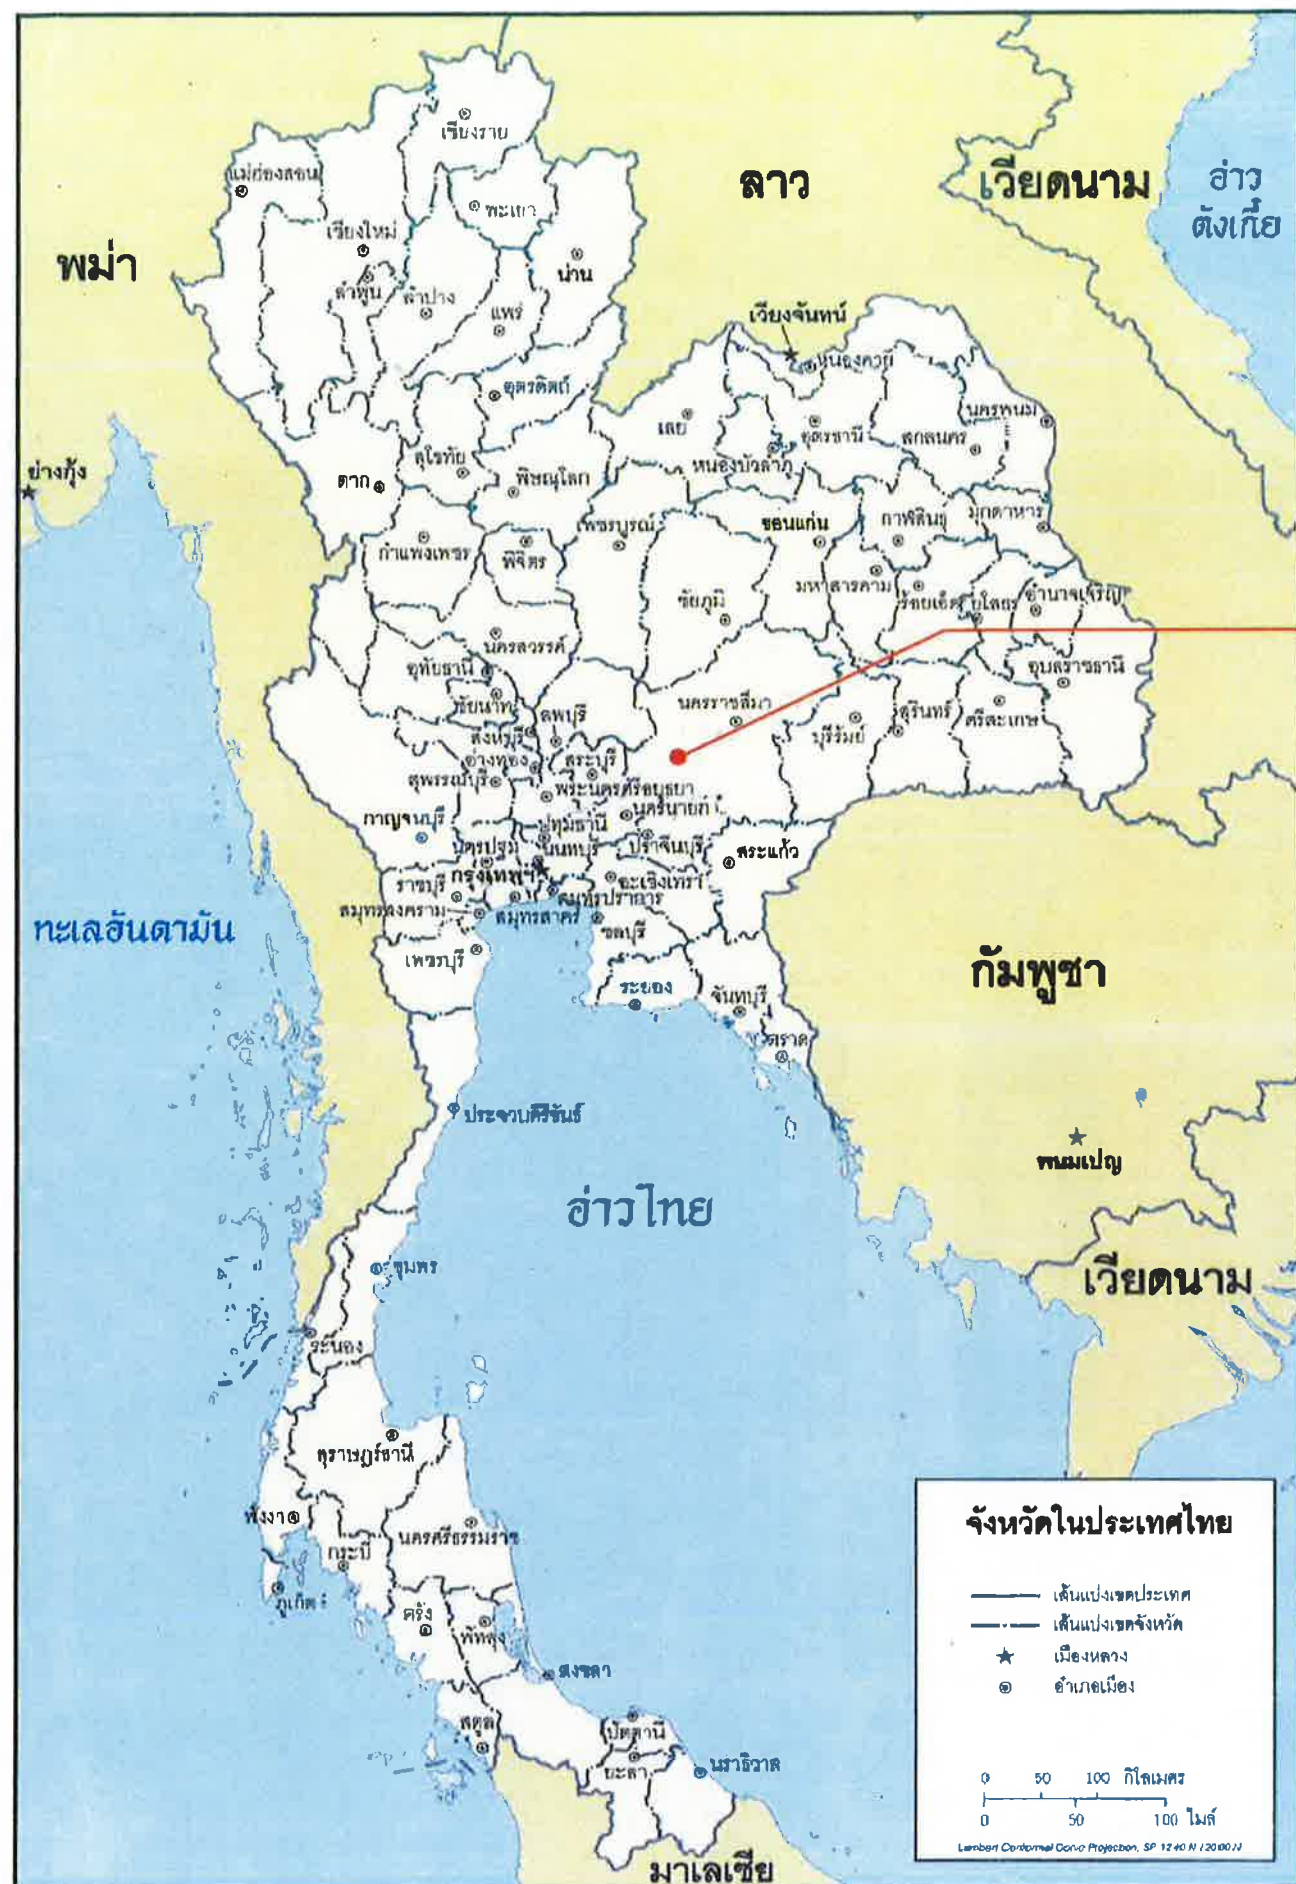 เชียงราย
แม่ฮ่องสอน
ลาว
เวียดนาม
อ่าว
ตังเกี๋ย
พะเยา
เชียงใหม่
น่าน
พม่า
ลำพูน
ลำปาง
แพร่
เวียงจันทน์
หนองคาย
อุตรดิตถ์
เลย
อุดรธานี
นครพนม
สกลนคร
หนองบัวลำภู
สุโขทัย
ย่างกุ้ง
ตาก
พิษณุโลก
เพชรบูรณ์
ขอนแก่น
กาฬสินธุ์
มุกดาหาร
กำแพงเพชร
พิจิตร
มหาสารคาม
ชัยภูมิ
ร้อยเอ็ด
ยโสธร
อำนาจเจริญ
นครสวรรค์
อุทัยธานี
อุบลราชธานี
ชัยนาท
นครราชสีมา
สุรินทร์
ศรีสะเกษ
ลพบุรี
บุรีรัมย์
สิงห์บุรี
อ่างทอง
สระบุรี
สุพรรณบุรี
พระนครศรีอยุธยา
นครนายก
กาญจนบุรี
ปทุมธานี
ปราจีนบุรี
นครปฐม
นนทบุรี
สระแก้ว
กรุงเทพฯ
ฉะเชิงเทรา
ราชบุรี
สมุทรปราการ
สมุทรสงคราม
สมุทรสาคร
ทะเลอันดามัน
ชลบุรี
เพชรบุรี
กัมพูชา
ระยอง
จันทบุรี
ตราด
ประจวบคีรีขันธ์
พนมเปญ
อ่าวไทย
ชุมพร
เวียดนาม
ระนอง
สุราษฎร์ธานี
พังงา
นครศรีธรรมราช
กระบี่
ภูเก็ต
ตรัง
พัทลุง
สงขลา
สตูล
ปัตตานี
ยะลา
นราธิวาส
มาเลเซีย
จังหวัดในประเทศไทย
เส้นแบ่งเขตประเทศ
เส้นแบ่งเขตจังหวัด
เมืองหลวง
อำเภอเมือง
0 50 100 กิโลเมตร
0 50 100 ไมล์
Lambert Conformal Conic Projection, SP